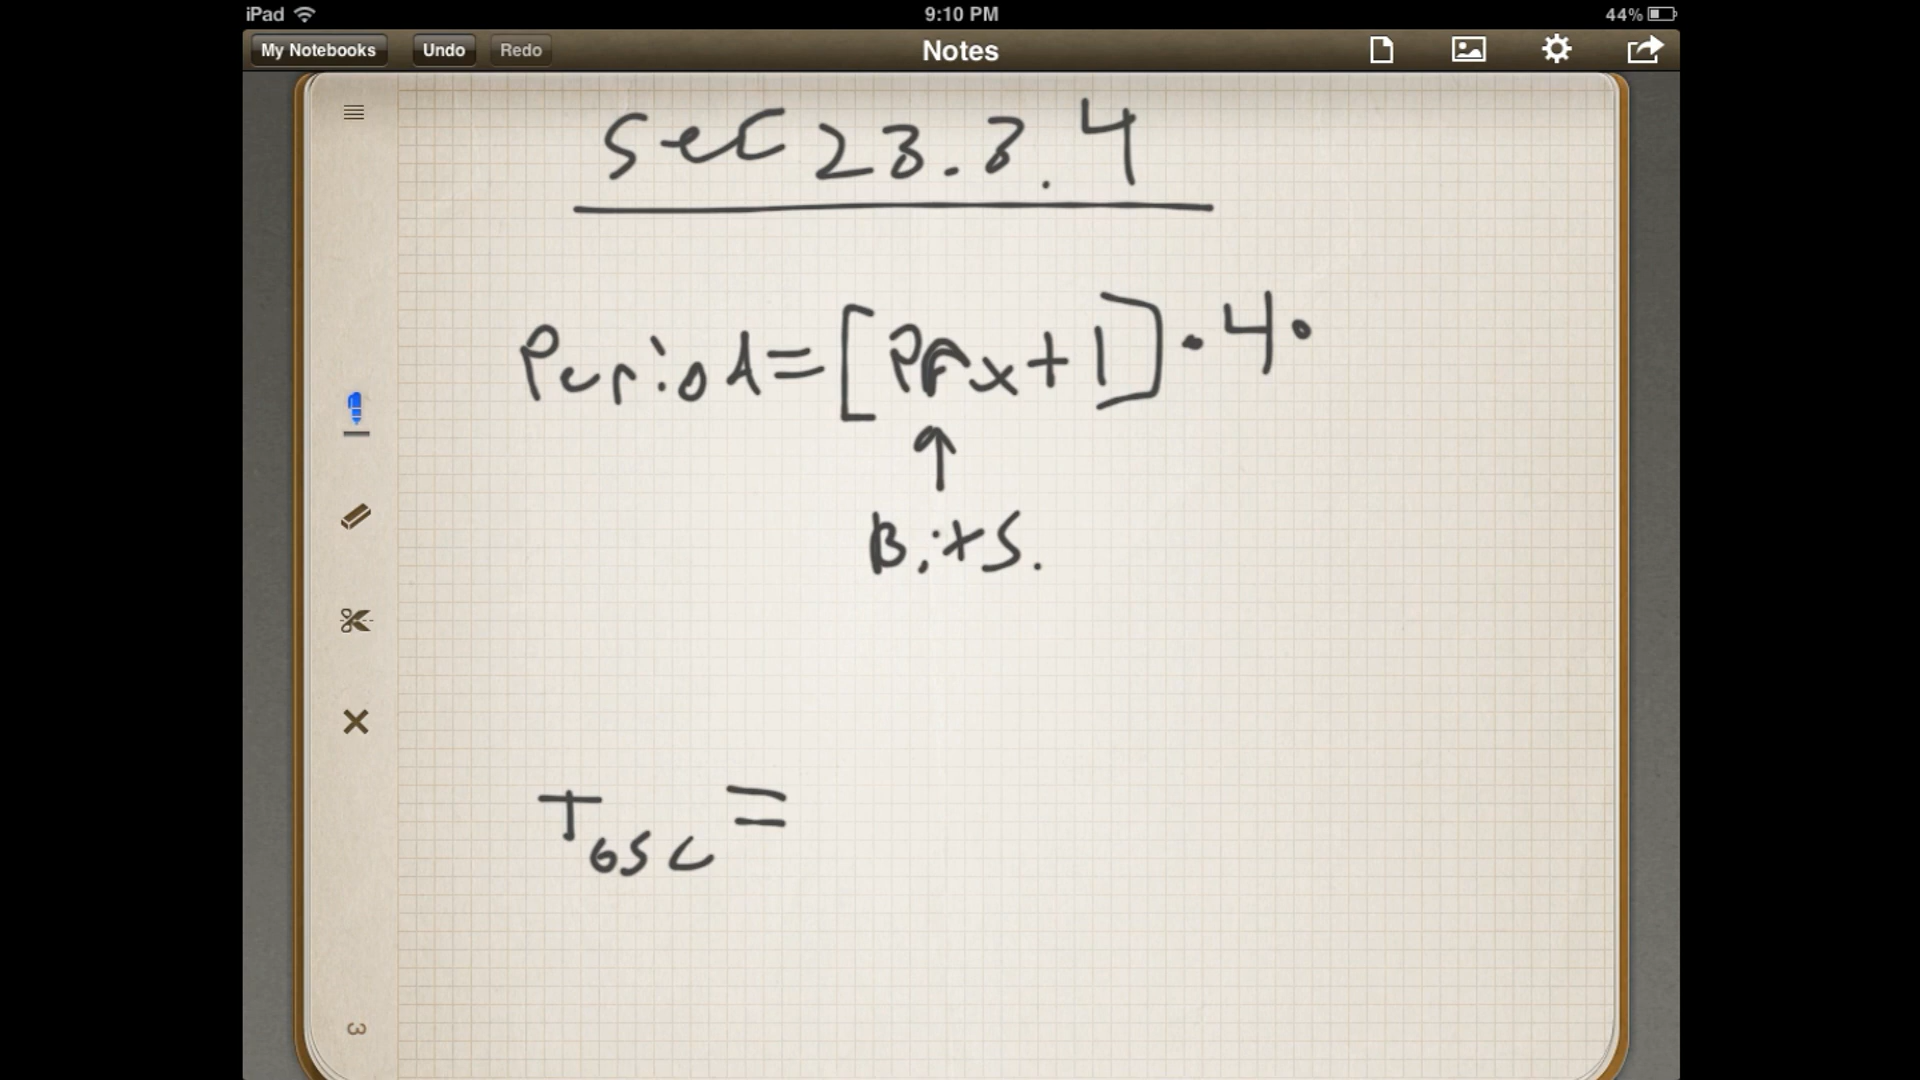 iPad 9:10 PM 44%
My Notebooks Undo Redo Notes
Sec 23.3.4
Period = [PRx + 1] · 4 ·
↑
Bits.
Tosc =
3